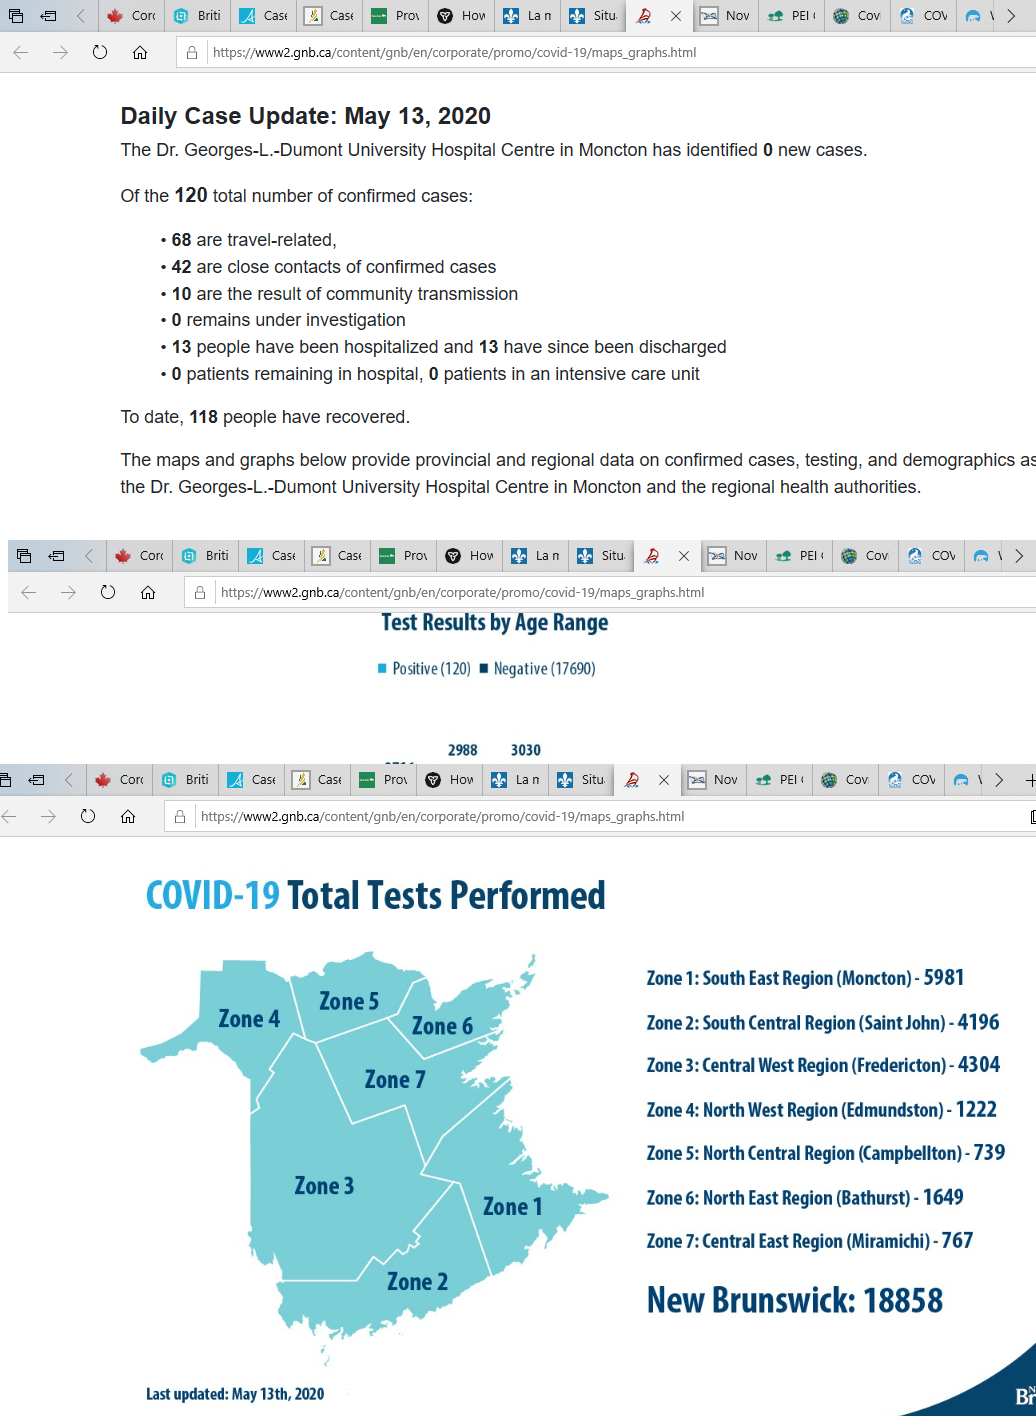 Corc Briti Case Case Prov How La n Situ Nov PEI Cov COV
https://www2.gnb.ca/content/gnb/en/corporate/promo/covid-19/maps_graphs.html
Daily Case Update: May 13, 2020
The Dr. Georges-L.-Dumont University Hospital Centre in Moncton has identified 0 new cases.
Of the 120 total number of confirmed cases:
• 68 are travel-related,
• 42 are close contacts of confirmed cases
• 10 are the result of community transmission
• 0 remains under investigation
• 13 people have been hospitalized and 13 have since been discharged
• 0 patients remaining in hospital, 0 patients in an intensive care unit
To date, 118 people have recovered.
The maps and graphs below provide provincial and regional data on confirmed cases, testing, and demographics as
the Dr. Georges-L.-Dumont University Hospital Centre in Moncton and the regional health authorities.
Corc Briti Case Case Prov How La n Situ Nov PEI Cov COV
https://www2.gnb.ca/content/gnb/en/corporate/promo/covid-19/maps_graphs.html
Test Results by Age Range
Positive (120) Negative (17690)
2988 3030
Corc Briti Case Case Prov How La n Situ Nov PEI Cov COV
https://www2.gnb.ca/content/gnb/en/corporate/promo/covid-19/maps_graphs.html
COVID-19 Total Tests Performed
Zone 4
Zone 5
Zone 6
Zone 7
Zone 3
Zone 1
Zone 2
Zone 1: South East Region (Moncton) - 5981
Zone 2: South Central Region (Saint John) - 4196
Zone 3: Central West Region (Fredericton) - 4304
Zone 4: North West Region (Edmundston) - 1222
Zone 5: North Central Region (Campbellton) - 739
Zone 6: North East Region (Bathurst) - 1649
Zone 7: Central East Region (Miramichi) - 767
New Brunswick: 18858
Last updated: May 13th, 2020